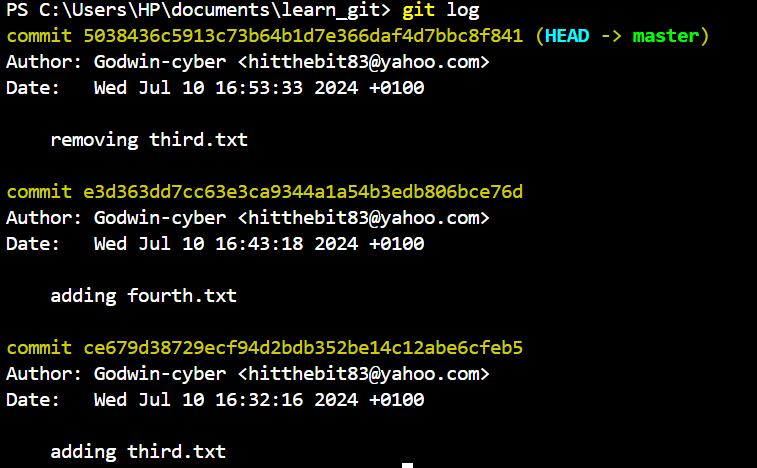 PS C:\Users\HP\documents\learn_git> git log
commit 5038436c5913c73b64b1d7e366daf4d7bbc8f841 (HEAD -> master)
Author: Godwin-cyber <hitthebit83@yahoo.com>
Date:   Wed Jul 10 16:53:33 2024 +0100
    removing third.txt
commit e3d363dd7cc63e3ca9344a1a54b3edb806bce76d
Author: Godwin-cyber <hitthebit83@yahoo.com>
Date:   Wed Jul 10 16:43:18 2024 +0100
    adding fourth.txt
commit ce679d38729ecf94d2bdb352be14c12abe6cfeb5
Author: Godwin-cyber <hitthebit83@yahoo.com>
Date:   Wed Jul 10 16:32:16 2024 +0100
    adding third.txt